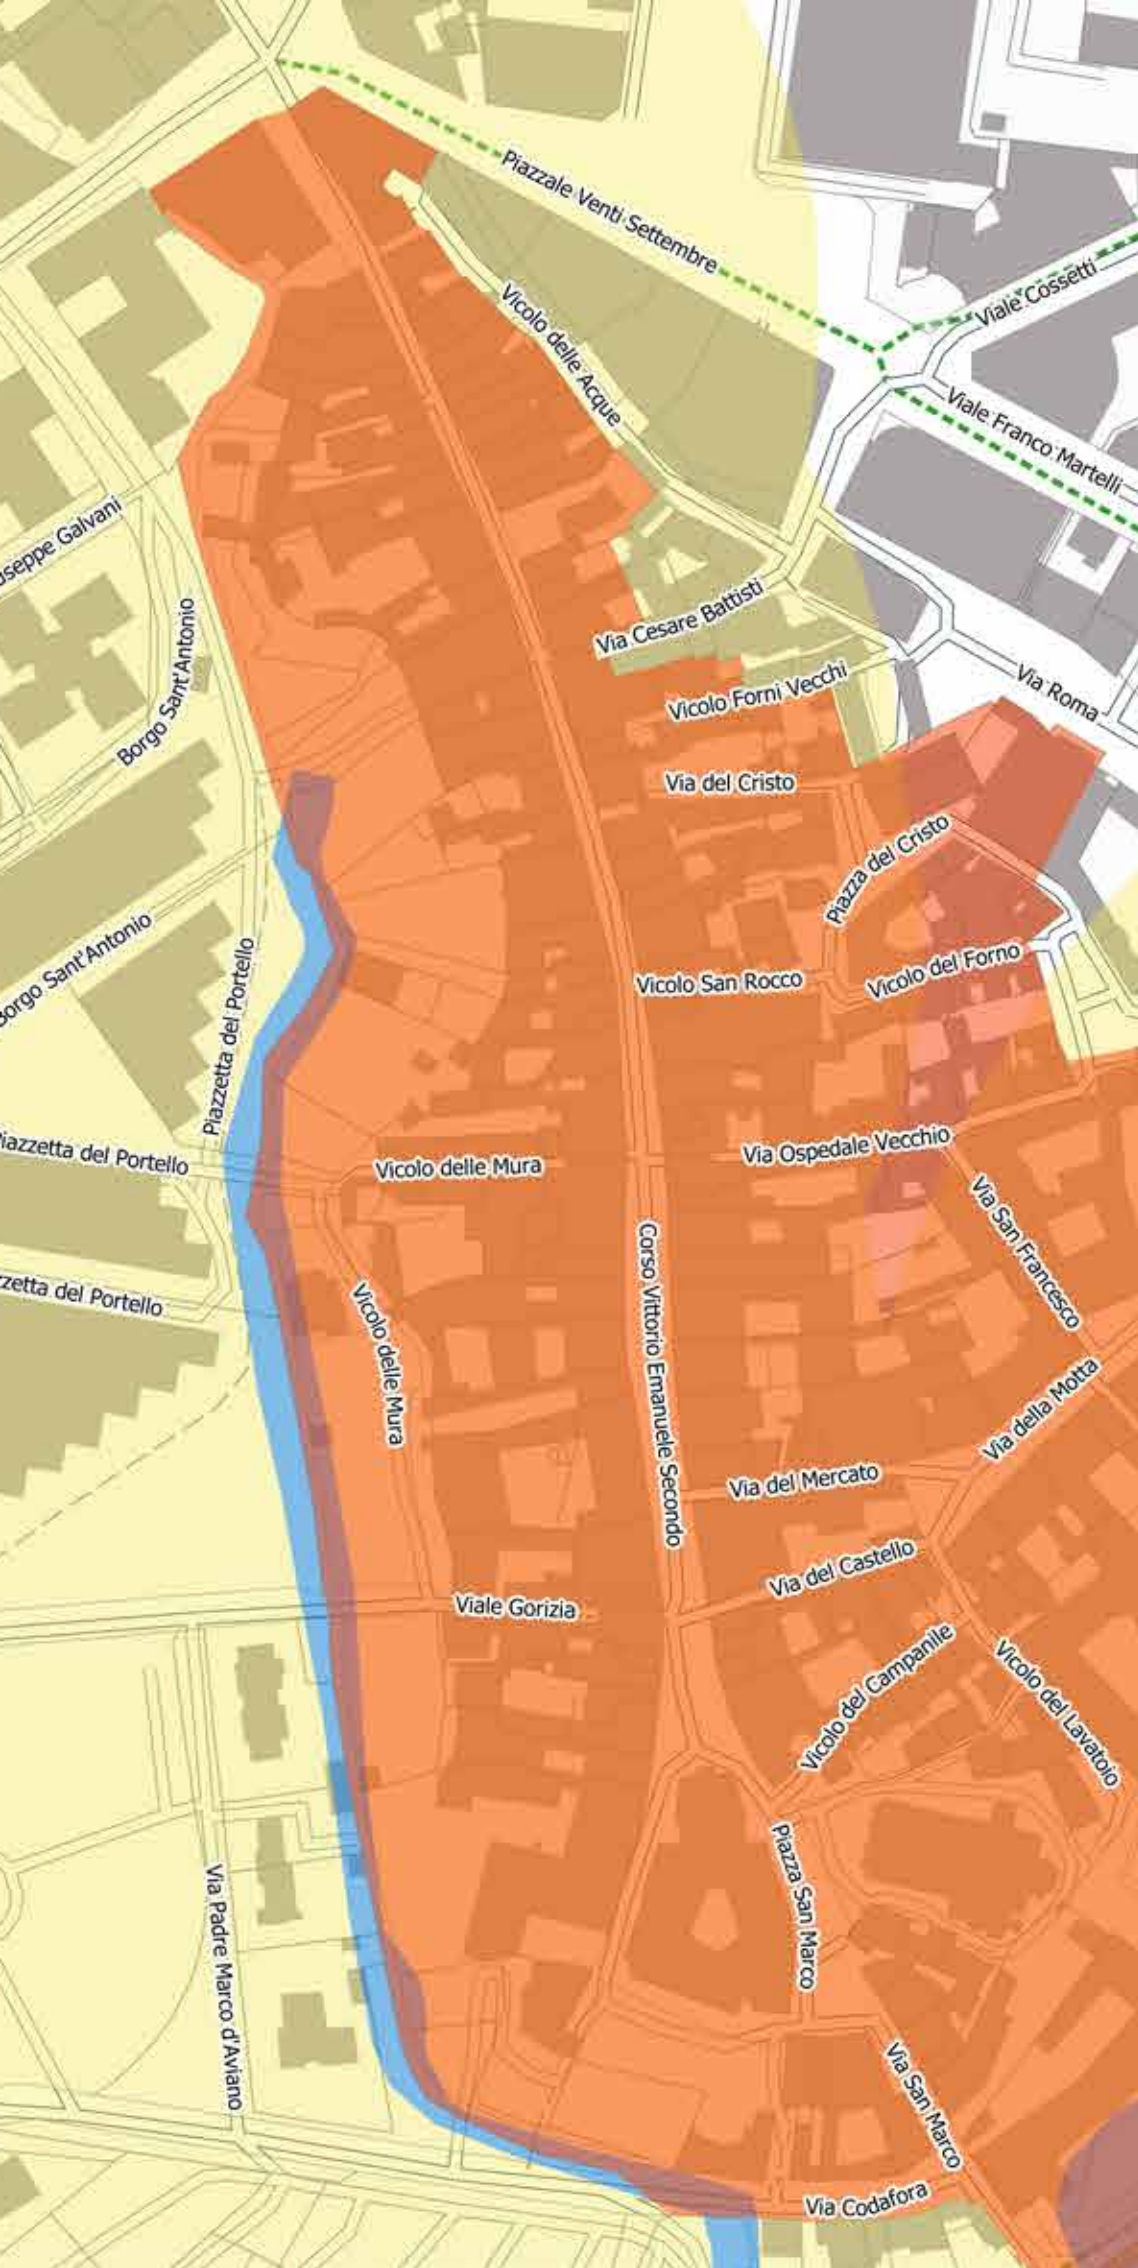 Piazzale Venti Settembre
Viale Cossetti
Vicolo delle Acque
Viale Franco Martelli
useppe Galvani
Via Cesare Battisti
Borgo Sant'Antonio
Vicolo Forni Vecchi
Via Roma
Via del Cristo
Piazza del Cristo
Borgo Sant'Antonio
Piazzetta del Portello
Vicolo San Rocco
Vicolo del Forno
Piazzetta del Portello
Vicolo delle Mura
Via Ospedale Vecchio
Via San Francesco
zzetta del Portello
Vicolo delle Mura
Corso Vittorio Emanuele Secondo
Via della Motta
Via del Mercato
Via del Castello
Viale Gorizia
Vicolo del Campanile
Vicolo del Lavatoio
Piazza San Marco
Via Padre Marco d'Aviano
Via San Marco
Via Codafora